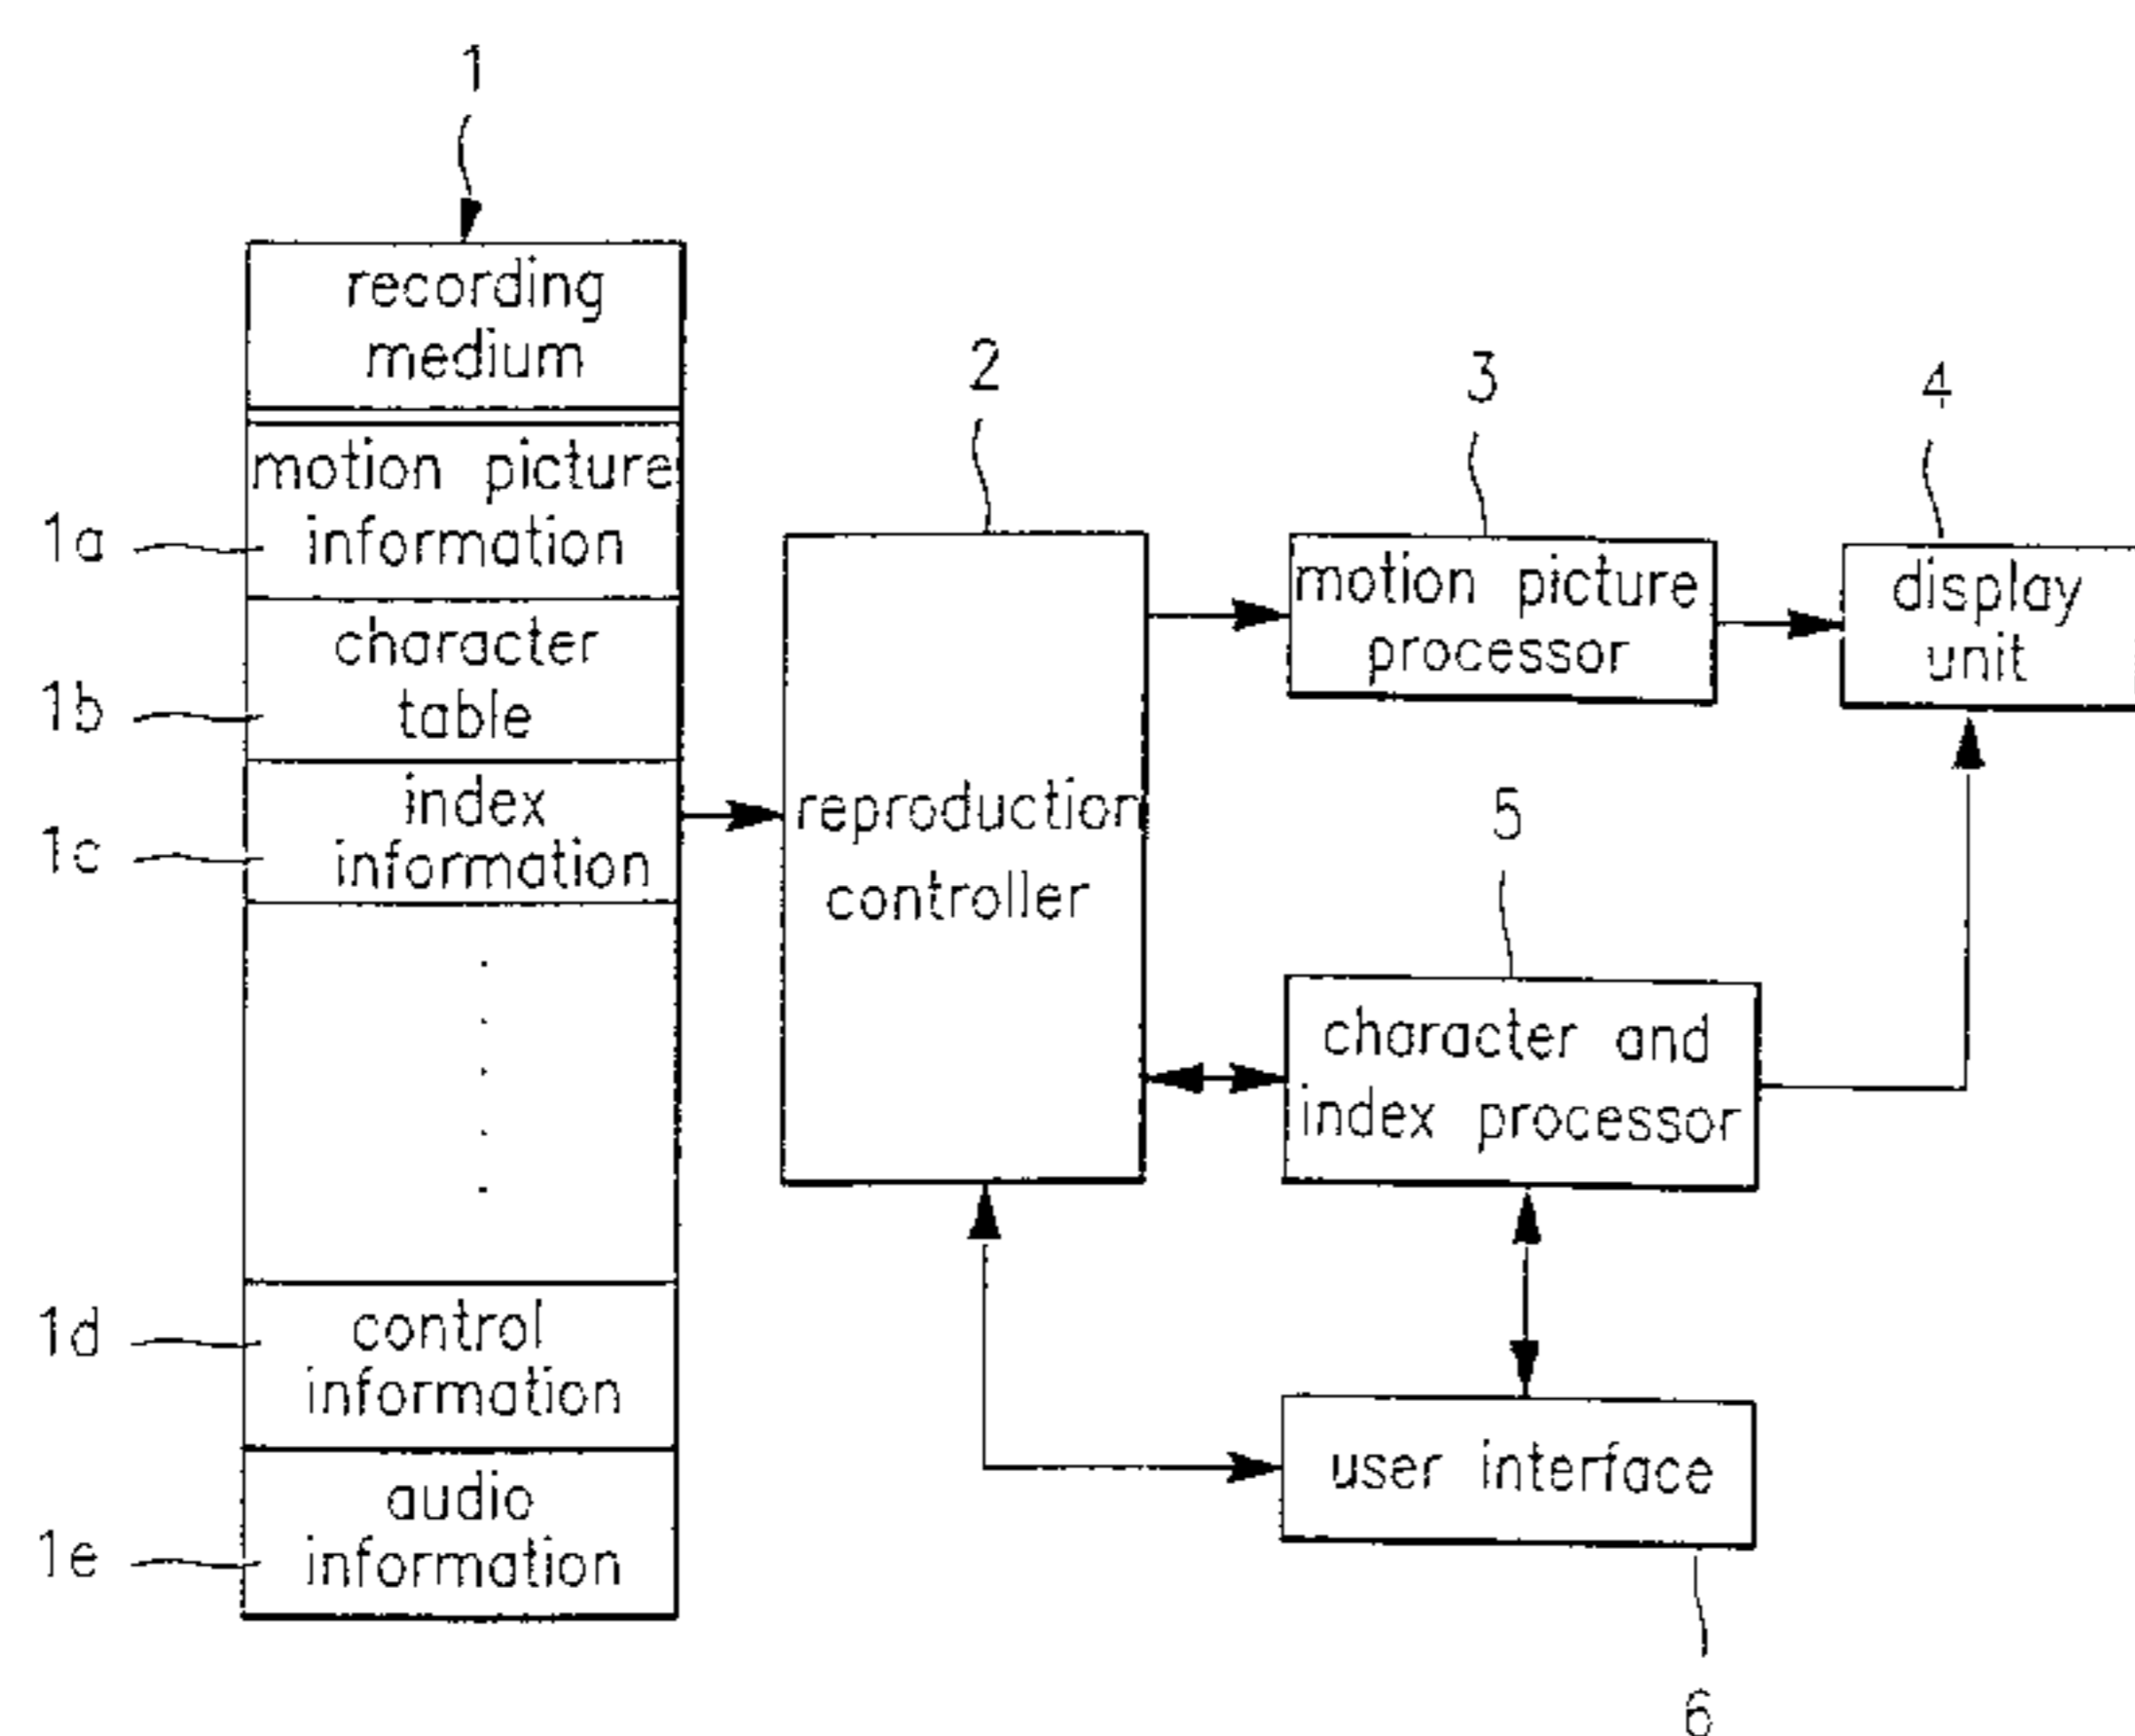 1
recording
medium
motion picture
1a
information
character
1b
table
index
1c
information
control
1d
information
audio
1e
information
2
reproduction
controller
3
motion picture
processor
4
display
unit
5
character and
index processor
user interface
6